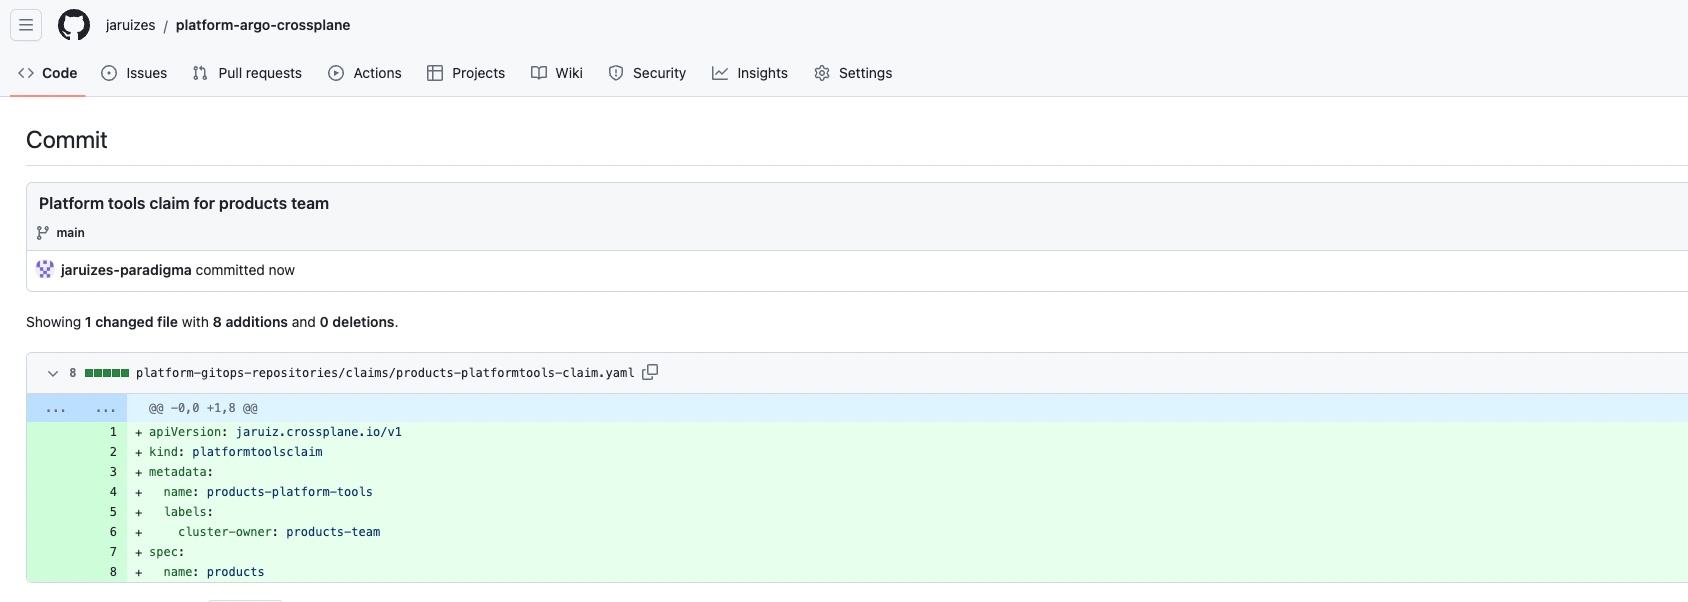 jaruizes / platform-argo-crossplane
Code Issues Pull requests Actions Projects Wiki Security Insights Settings
Commit
Platform tools claim for products team
main
jaruizes-paradigma committed now
Showing 1 changed file with 8 additions and 0 deletions.
8 platform-gitops-repositories/claims/products-platformtools-claim.yaml
... ... @@ -0,0 +1,8 @@
1 + apiVersion: jaruiz.crossplane.io/v1
2 + kind: platformtoolsclaim
3 + metadata:
4 +   name: products-platform-tools
5 +   labels:
6 +     cluster-owner: products-team
7 + spec:
8 +   name: products